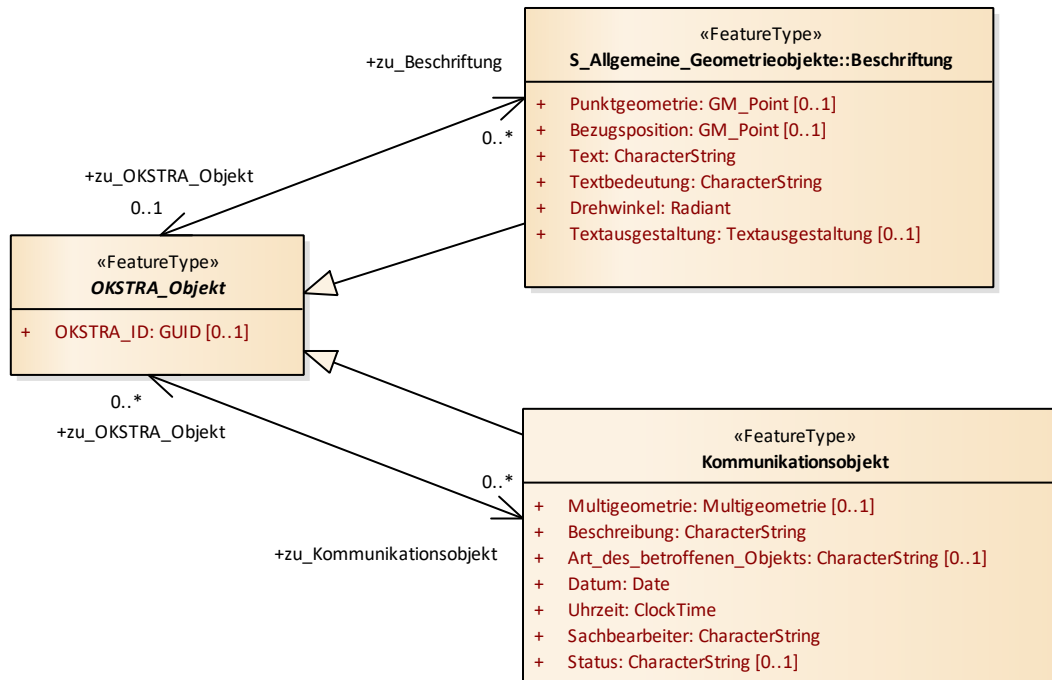 «FeatureType»
S_Allgemeine_Geometrieobjekte::Beschriftung
+ Punktgeometrie: GM_Point [0..1]
+ Bezugsposition: GM_Point [0..1]
+ Text: CharacterString
+ Textbedeutung: CharacterString
+ Drehwinkel: Radiant
+ Textausgestaltung: Textausgestaltung [0..1]
+zu_Beschriftung
0..*
+zu_OKSTRA_Objekt
0..1
«FeatureType»
OKSTRA_Objekt
+ OKSTRA_ID: GUID [0..1]
0..*
+zu_OKSTRA_Objekt
0..*
+zu_Kommunikationsobjekt
«FeatureType»
Kommunikationsobjekt
+ Multigeometrie: Multigeometrie [0..1]
+ Beschreibung: CharacterString
+ Art_des_betroffenen_Objekts: CharacterString [0..1]
+ Datum: Date
+ Uhrzeit: ClockTime
+ Sachbearbeiter: CharacterString
+ Status: CharacterString [0..1]